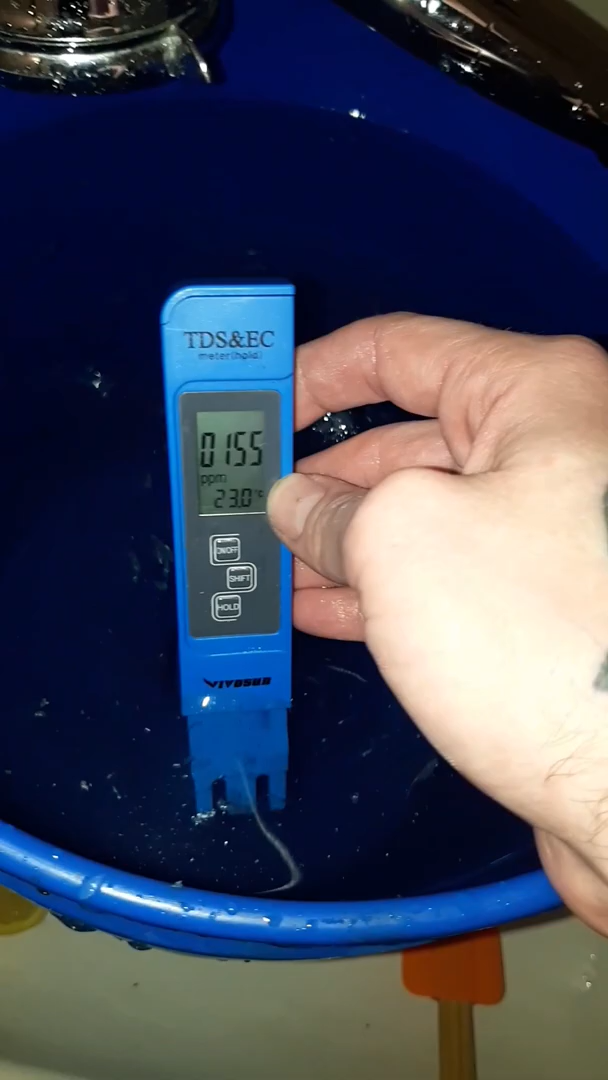 TDS&EC
meter(hold)
0155
ppm
23.0°C
ON/OFF
SHIFT
HOLD
VIVOSUN